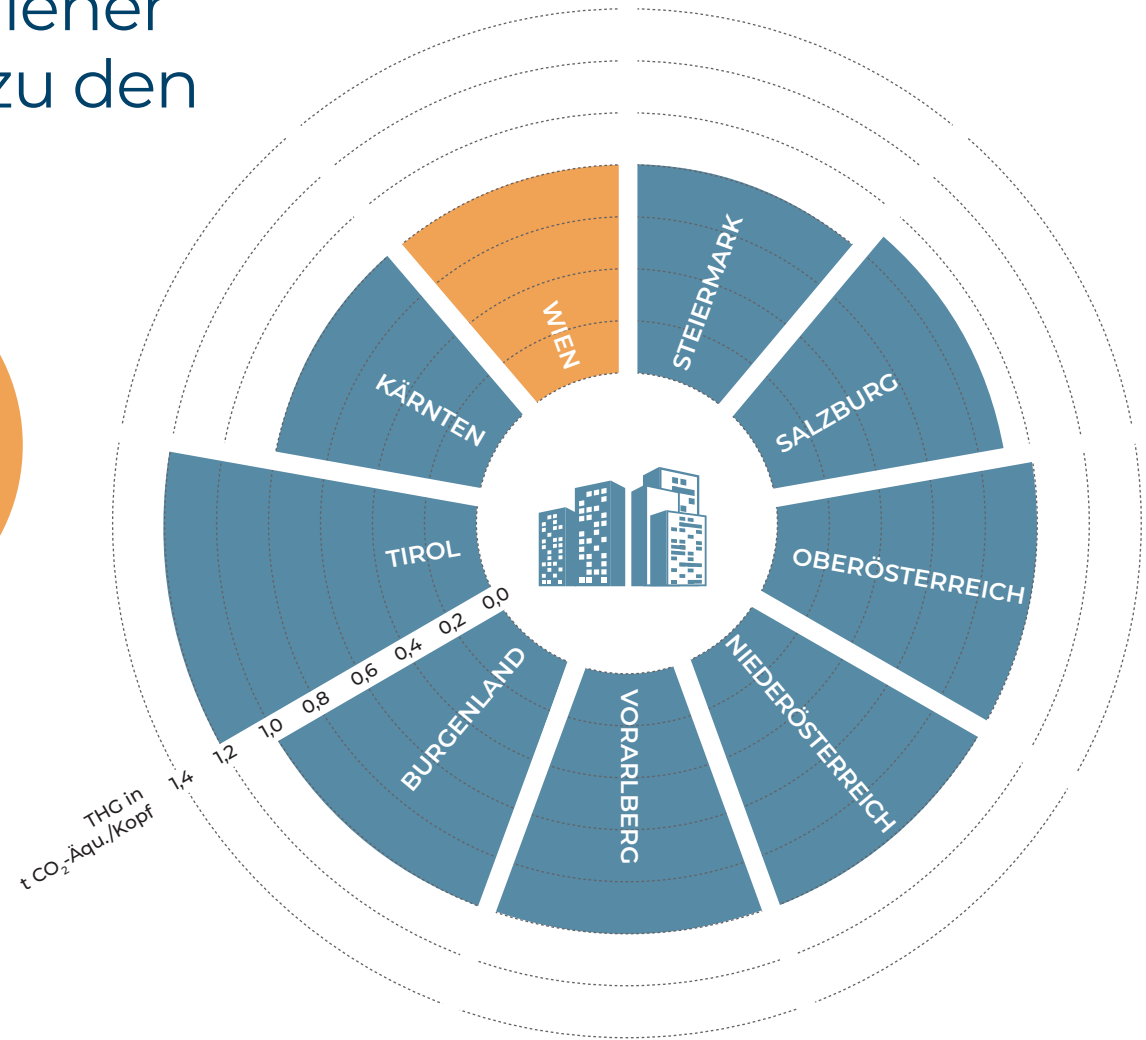 iener
zu den
WIEN
STEIERMARK
SALZBURG
OBERÖSTERREICH
NIEDERÖSTERREICH
VORARLBERG
BURGENLAND
TIROL
KÄRNTEN
0,0
0,2
0,4
0,6
0,8
1,0
1,2
1,4
THG in
t CO₂-Äqu./Kopf